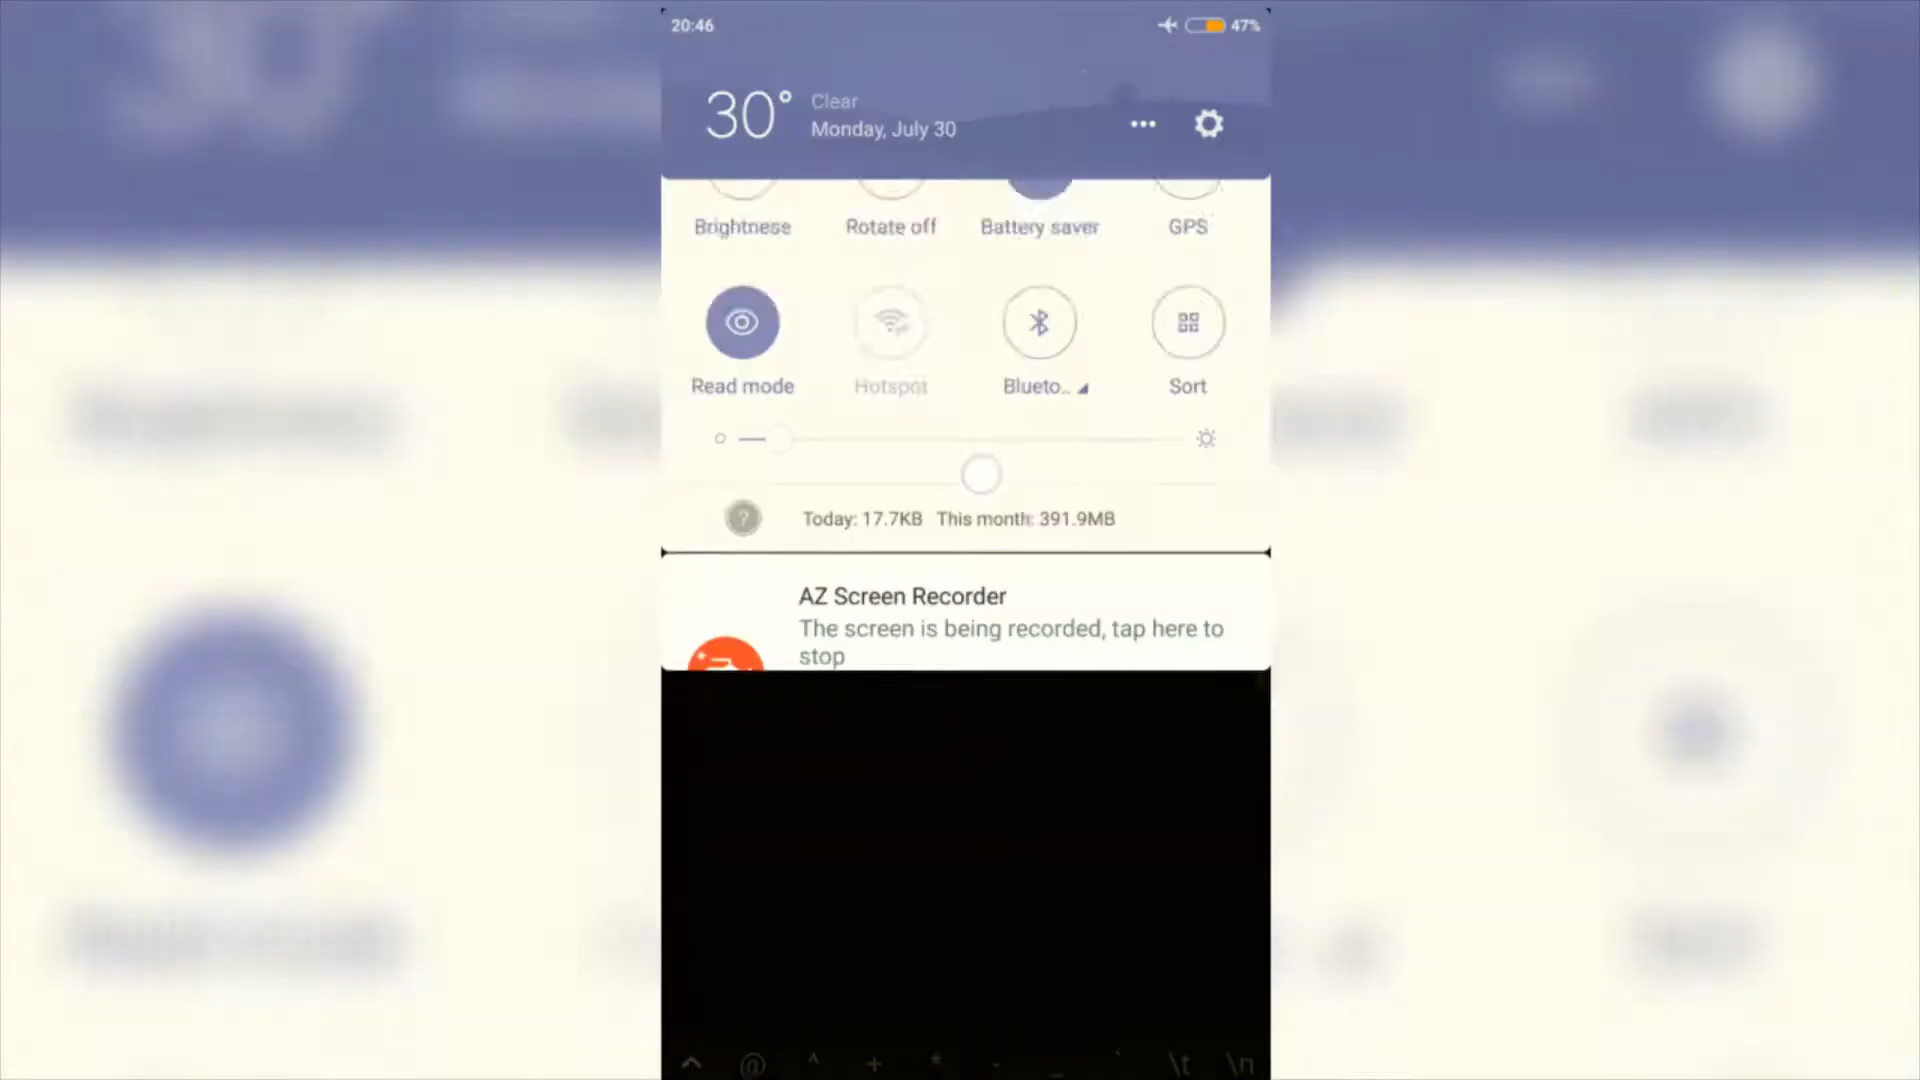 20:46 47%
30° Clear
Monday, July 30
Brightness Rotate off Battery saver GPS
Read mode Hotspot Blueto.. Sort
?
Today: 17.7KB This month: 391.9MB
AZ Screen Recorder
The screen is being recorded, tap here to
stop
^ @ ^ + * - _ ` \t \n